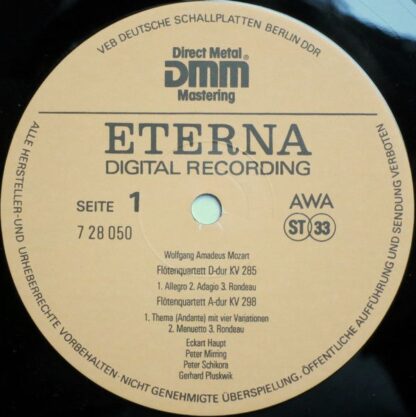 VEB DEUTSCHE SCHALLPLATTEN BERLIN DDR
Direct Metal
DMM®
Mastering
ETERNA
DIGITAL RECORDING
SEITE 1
AWA
7 28 050
ST 33
Wolfgang Amadeus Mozart
Flötenquartett D-dur KV 285
1. Allegro 2. Adagio 3. Rondeau
Flötenquartett A-dur KV 298
1. Thema (Andante) mit vier Variationen
2. Menuetto 3. Rondeau
Eckart Haupt
Peter Mirring
Peter Schikora
Gerhard Pluskwik
ALLE HERSTELLER-UND URHEBERRECHTE VORBEHALTEN·NICHT GENEHMIGTE ÜBERSPIELUNG, ÖFFENTLICHE AUFFÜHRUNG UND SENDUNG VERBOTEN